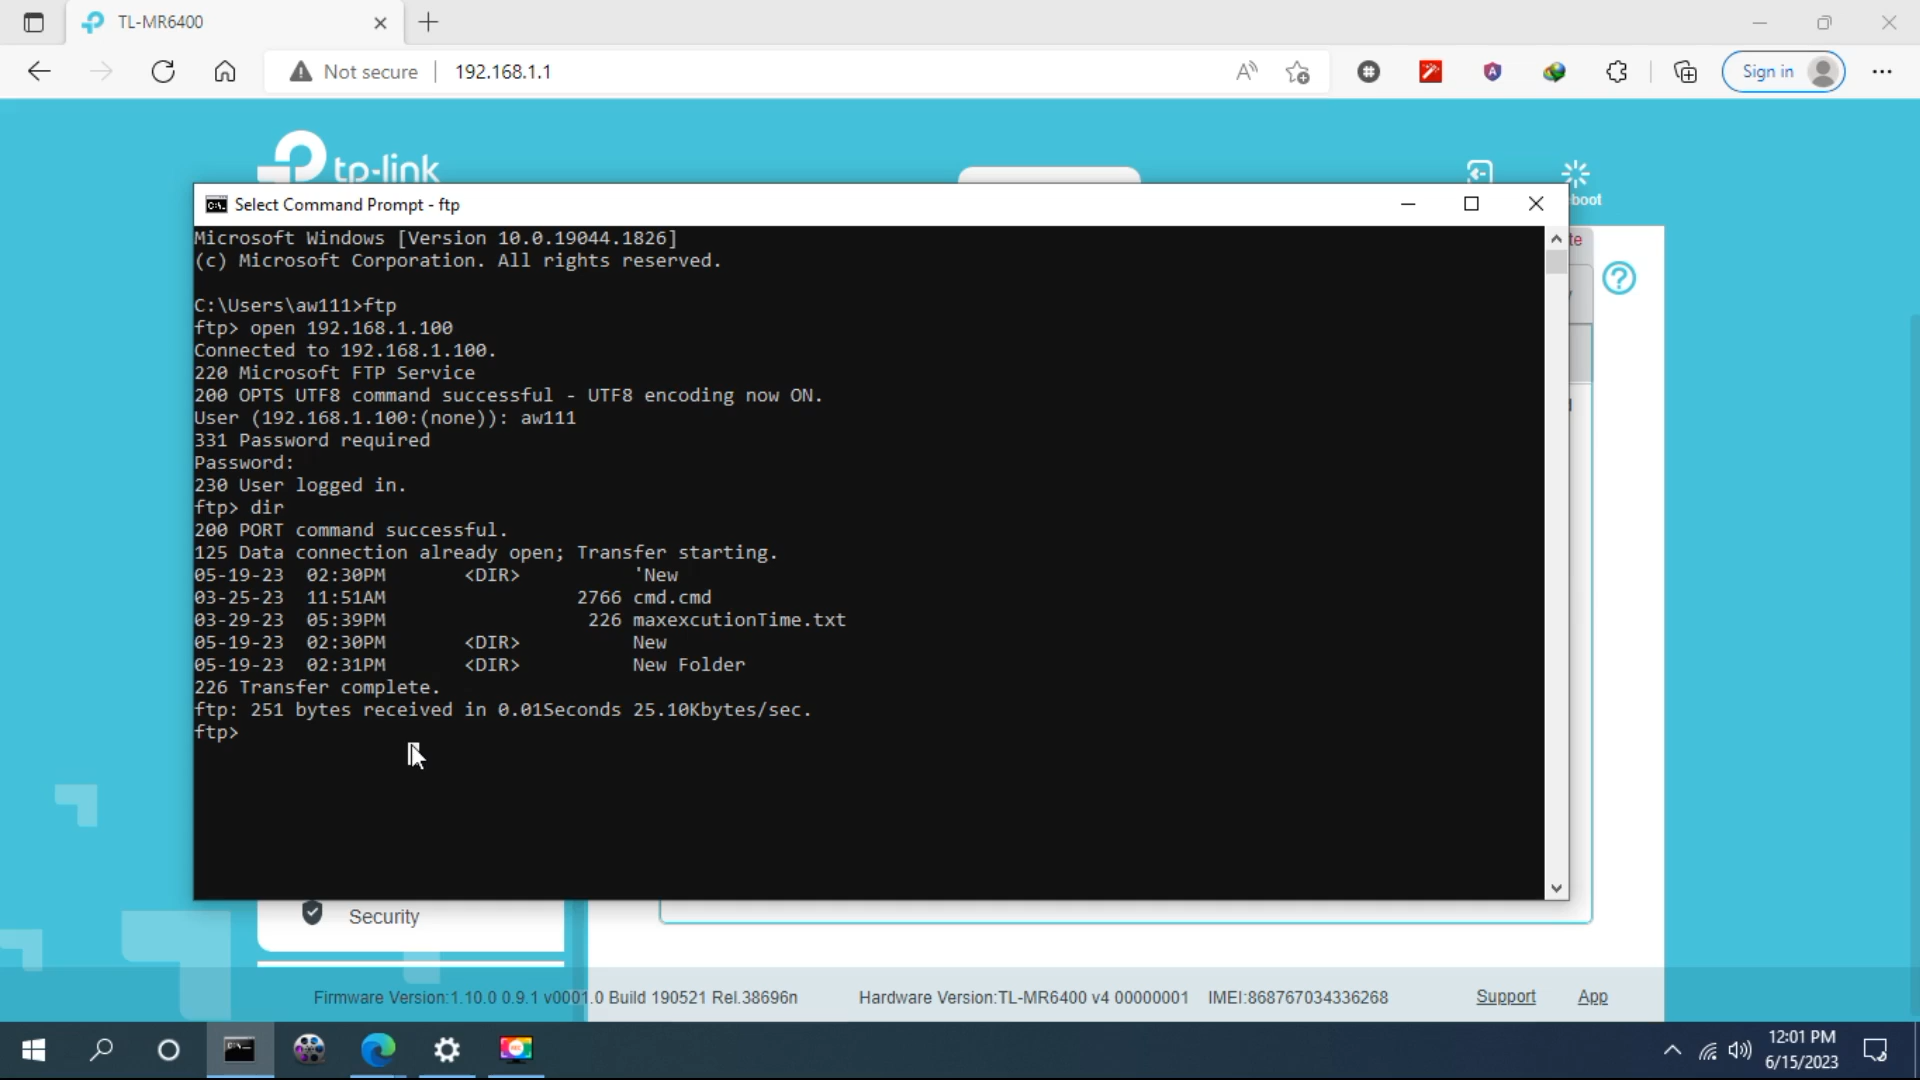 TL-MR6400
Not secure
192.168.1.1
Sign in
tp-link
Select Command Prompt - ftp
Microsoft Windows [Version 10.0.19044.1826]
(c) Microsoft Corporation. All rights reserved.
C:\Users\aw111>ftp
ftp> open 192.168.1.100
Connected to 192.168.1.100.
220 Microsoft FTP Service
200 OPTS UTF8 command successful - UTF8 encoding now ON.
User (192.168.1.100:(none)): aw111
331 Password required
Password:
230 User logged in.
ftp> dir
200 PORT command successful.
125 Data connection already open; Transfer starting.
05-19-23  02:30PM       <DIR>          'New
03-25-23  11:51AM                 2766 cmd.cmd
03-29-23  05:39PM                  226 maxexcutionTime.txt
05-19-23  02:30PM       <DIR>          New
05-19-23  02:31PM       <DIR>          New Folder
226 Transfer complete.
ftp: 251 bytes received in 0.01Seconds 25.10Kbytes/sec.
ftp>
Security
Firmware Version:1.10.0 0.9.1 v0001.0 Build 190521 Rel.38696n
Hardware Version:TL-MR6400 v4 00000001
IMEI:868767034336268
Support
App
12:01 PM
6/15/2023